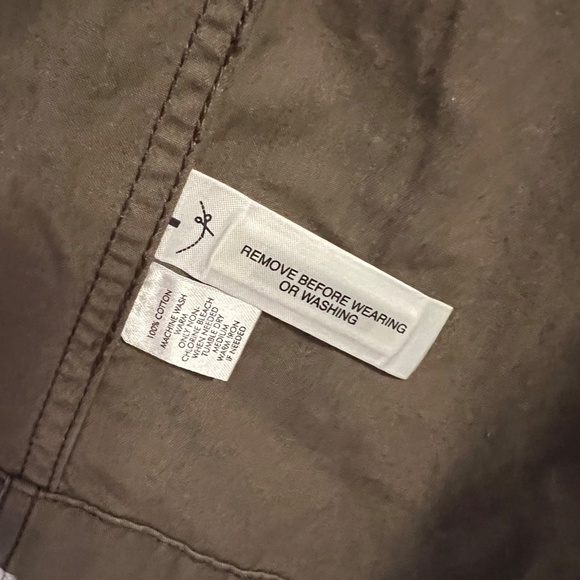 REMOVE BEFORE WEARING
OR WASHING
100% COTTON
MACHINE WASH
WARM
ONLY NON-
CHLORINE BLEACH
WHEN NEEDED
TUMBLE DRY
MEDIUM
WARM IRON
IF NEEDED